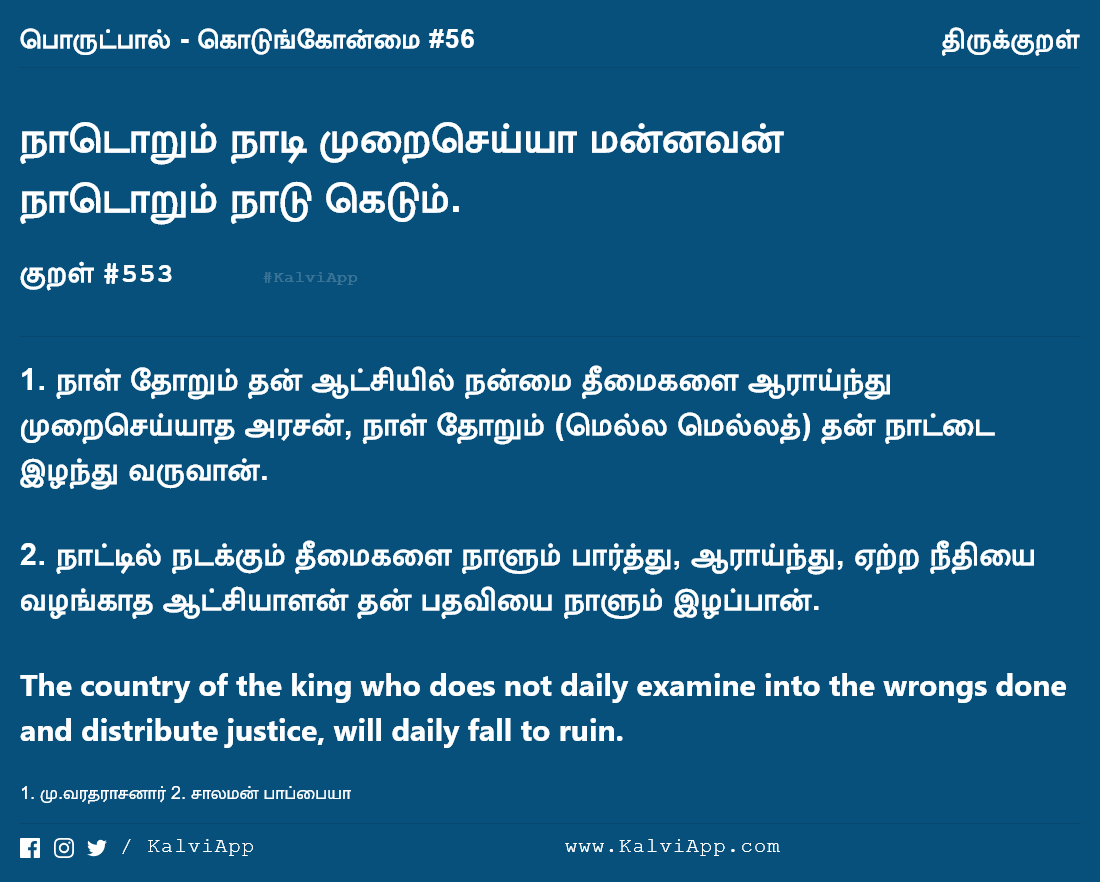 பொருட்பால் - கொடுங்கோன்மை #56 திருக்குறள்
நாடொறும் நாடி முறைசெய்யா மன்னவன்
நாடொறும் நாடு கெடும்.
குறள் #553 #KalviApp
1. நாள் தோறும் தன் ஆட்சியில் நன்மை தீமைகளை ஆராய்ந்து
முறைசெய்யாத அரசன், நாள் தோறும் (மெல்ல மெல்லத்) தன் நாட்டை
இழந்து வருவான்.
2. நாட்டில் நடக்கும் தீமைகளை நாளும் பார்த்து, ஆராய்ந்து, ஏற்ற நீதியை
வழங்காத ஆட்சியாளன் தன் பதவியை நாளும் இழப்பான்.
The country of the king who does not daily examine into the wrongs done
and distribute justice, will daily fall to ruin.
1. மு.வரதராசனார் 2. சாலமன் பாப்பையா
/ KalviApp www.KalviApp.com